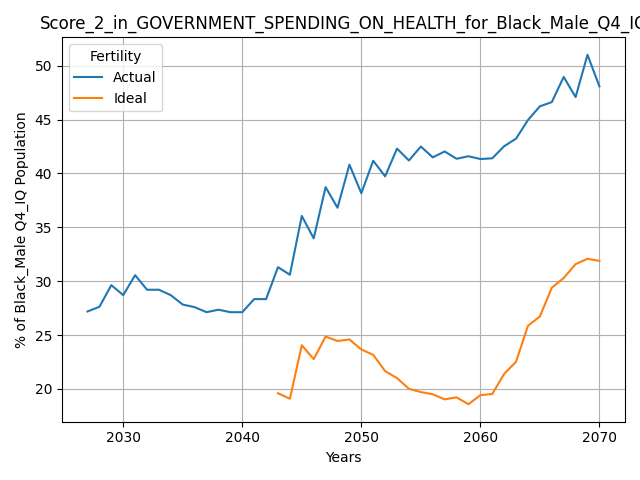 Score_2_in_GOVERNMENT_SPENDING_ON_HEALTH_for_Black_Male_Q4_IQ
Fertility
Actual
Ideal
% of Black_Male Q4_IQ Population
50
45
40
35
30
25
20
2030 2040 2050 2060 2070
Years